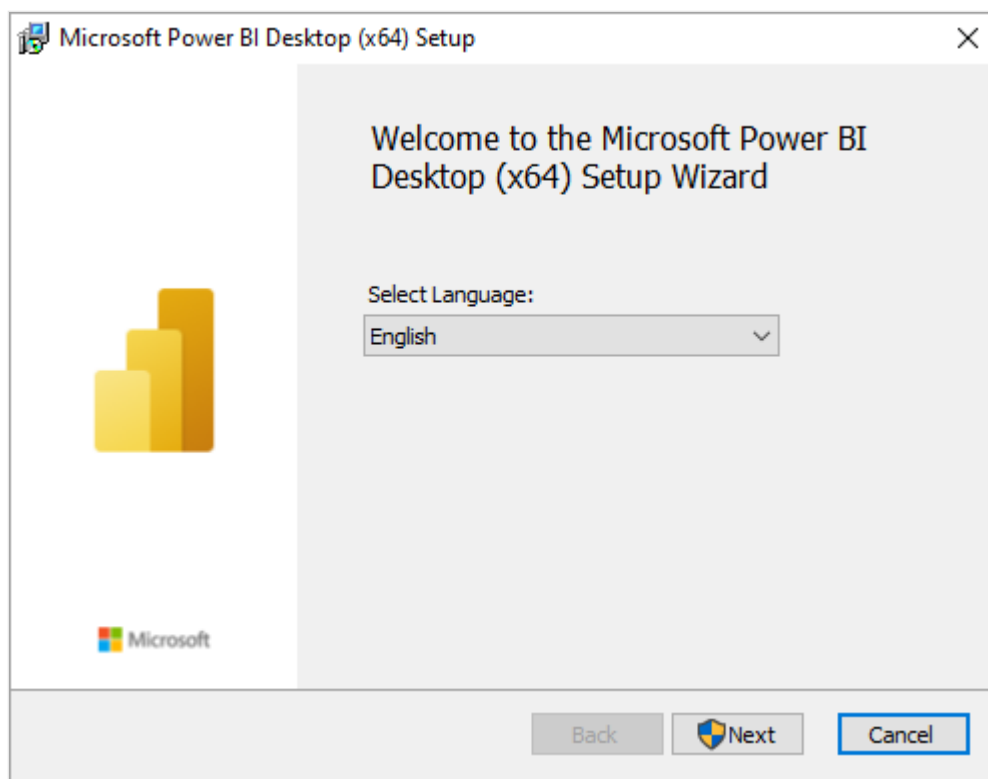 Microsoft Power BI Desktop (x64) Setup
Welcome to the Microsoft Power BI
Desktop (x64) Setup Wizard
Select Language:
English
Microsoft
Back
Next
Cancel